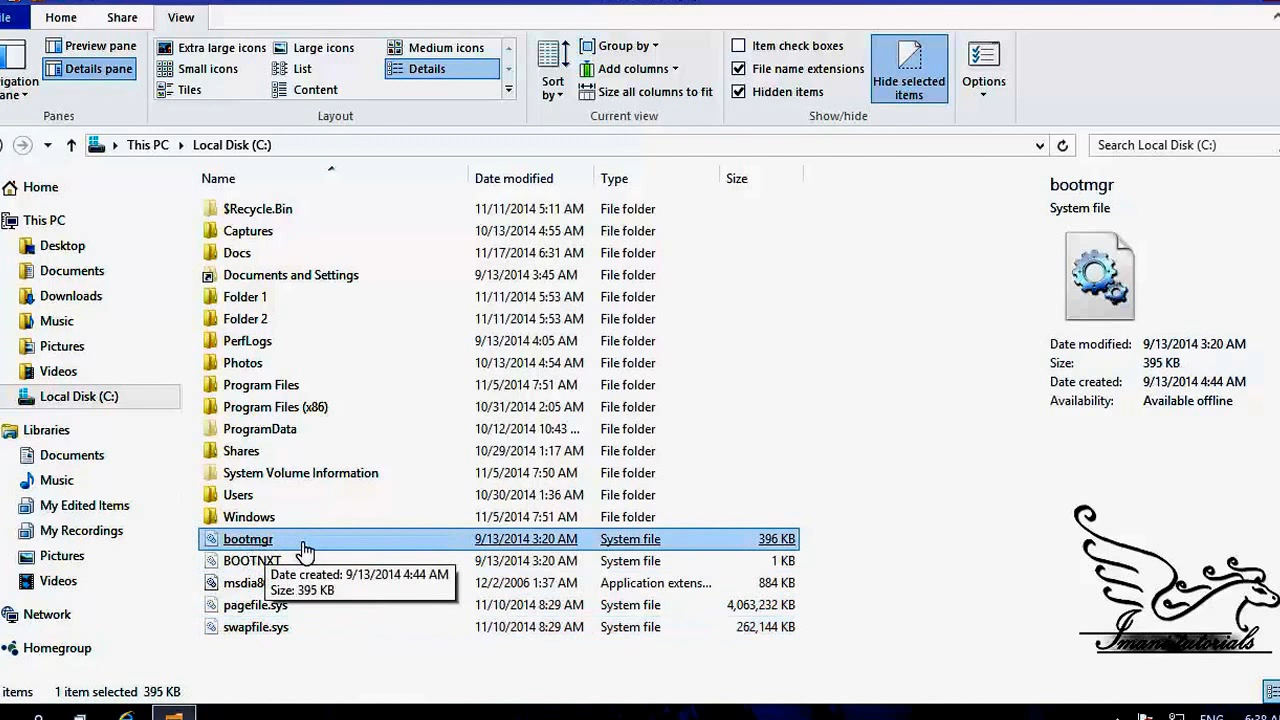 Home Share View
Preview pane
Details pane
Panes
Extra large icons Large icons Medium icons
Small icons List Details
Tiles Content
Layout
Sort by
Group by
Add columns
Size all columns to fit
Current view
Item check boxes
File name extensions
Hidden items
Hide selected items
Show/hide
Options
This PC Local Disk (C:)
Search Local Disk (C:)
Home
This PC
Desktop
Documents
Downloads
Music
Pictures
Videos
Local Disk (C:)
Libraries
Documents
Music
My Edited Items
My Recordings
Pictures
Videos
Network
Homegroup
Name Date modified Type Size
$Recycle.Bin 11/11/2014 5:11 AM File folder
Captures 10/13/2014 4:55 AM File folder
Docs 11/17/2014 6:31 AM File folder
Documents and Settings 9/13/2014 3:45 AM File folder
Folder 1 11/11/2014 5:53 AM File folder
Folder 2 11/11/2014 5:53 AM File folder
PerfLogs 9/13/2014 4:05 AM File folder
Photos 10/13/2014 4:54 AM File folder
Program Files 11/5/2014 7:51 AM File folder
Program Files (x86) 10/31/2014 2:05 AM File folder
ProgramData 10/12/2014 10:43 ... File folder
Shares 10/29/2014 1:17 AM File folder
System Volume Information 11/5/2014 7:50 AM File folder
Users 10/30/2014 1:36 AM File folder
Windows 11/5/2014 7:51 AM File folder
bootmgr 9/13/2014 3:20 AM System file 396 KB
BOOTNXT 9/13/2014 3:20 AM System file 1 KB
12/2/2006 1:37 AM Application extens... 884 KB
pagefile.sys 11/10/2014 8:29 AM System file 4,063,232 KB
swapfile.sys 11/10/2014 8:29 AM System file 262,144 KB
Date created: 9/13/2014 4:44 AM
Size: 395 KB
bootmgr
System file
Date modified: 9/13/2014 3:20 AM
Size: 395 KB
Date created: 9/13/2014 4:44 AM
Availability: Available offline
items 1 item selected 395 KB
ENG